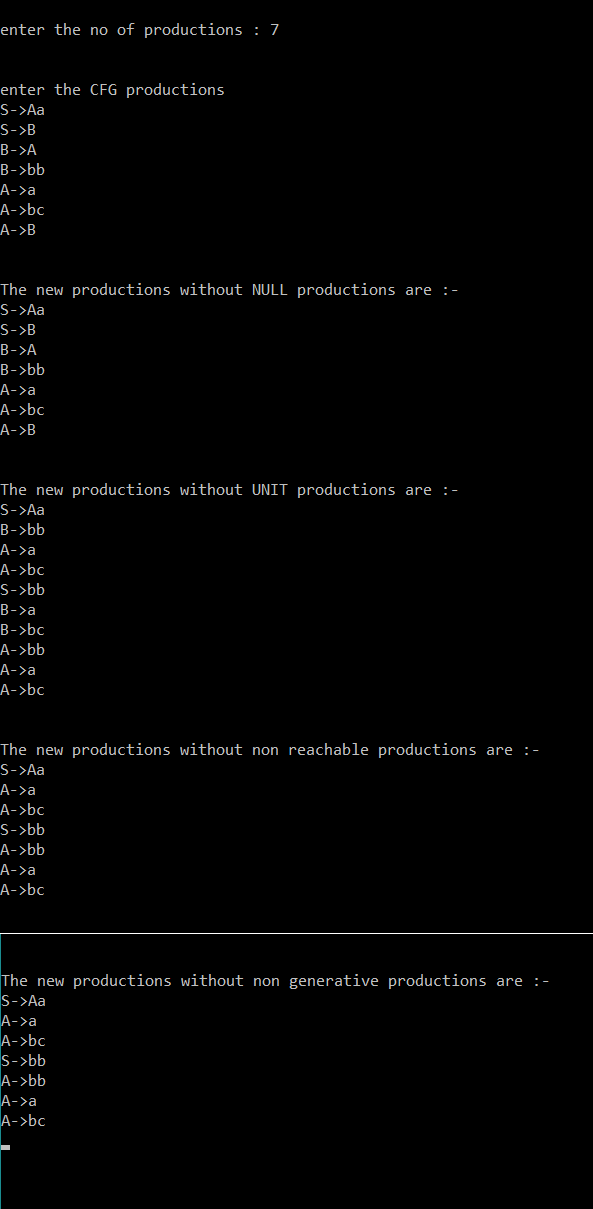 enter the no of productions : 7
enter the CFG productions
S->Aa
S->B
B->A
B->bb
A->a
A->bc
A->B
The new productions without NULL productions are :-
S->Aa
S->B
B->A
B->bb
A->a
A->bc
A->B
The new productions without UNIT productions are :-
S->Aa
B->bb
A->a
A->bc
S->bb
B->a
B->bc
A->bb
A->a
A->bc
The new productions without non reachable productions are :-
S->Aa
A->a
A->bc
S->bb
A->bb
A->a
A->bc
The new productions without non generative productions are :-
S->Aa
A->a
A->bc
S->bb
A->bb
A->a
A->bc